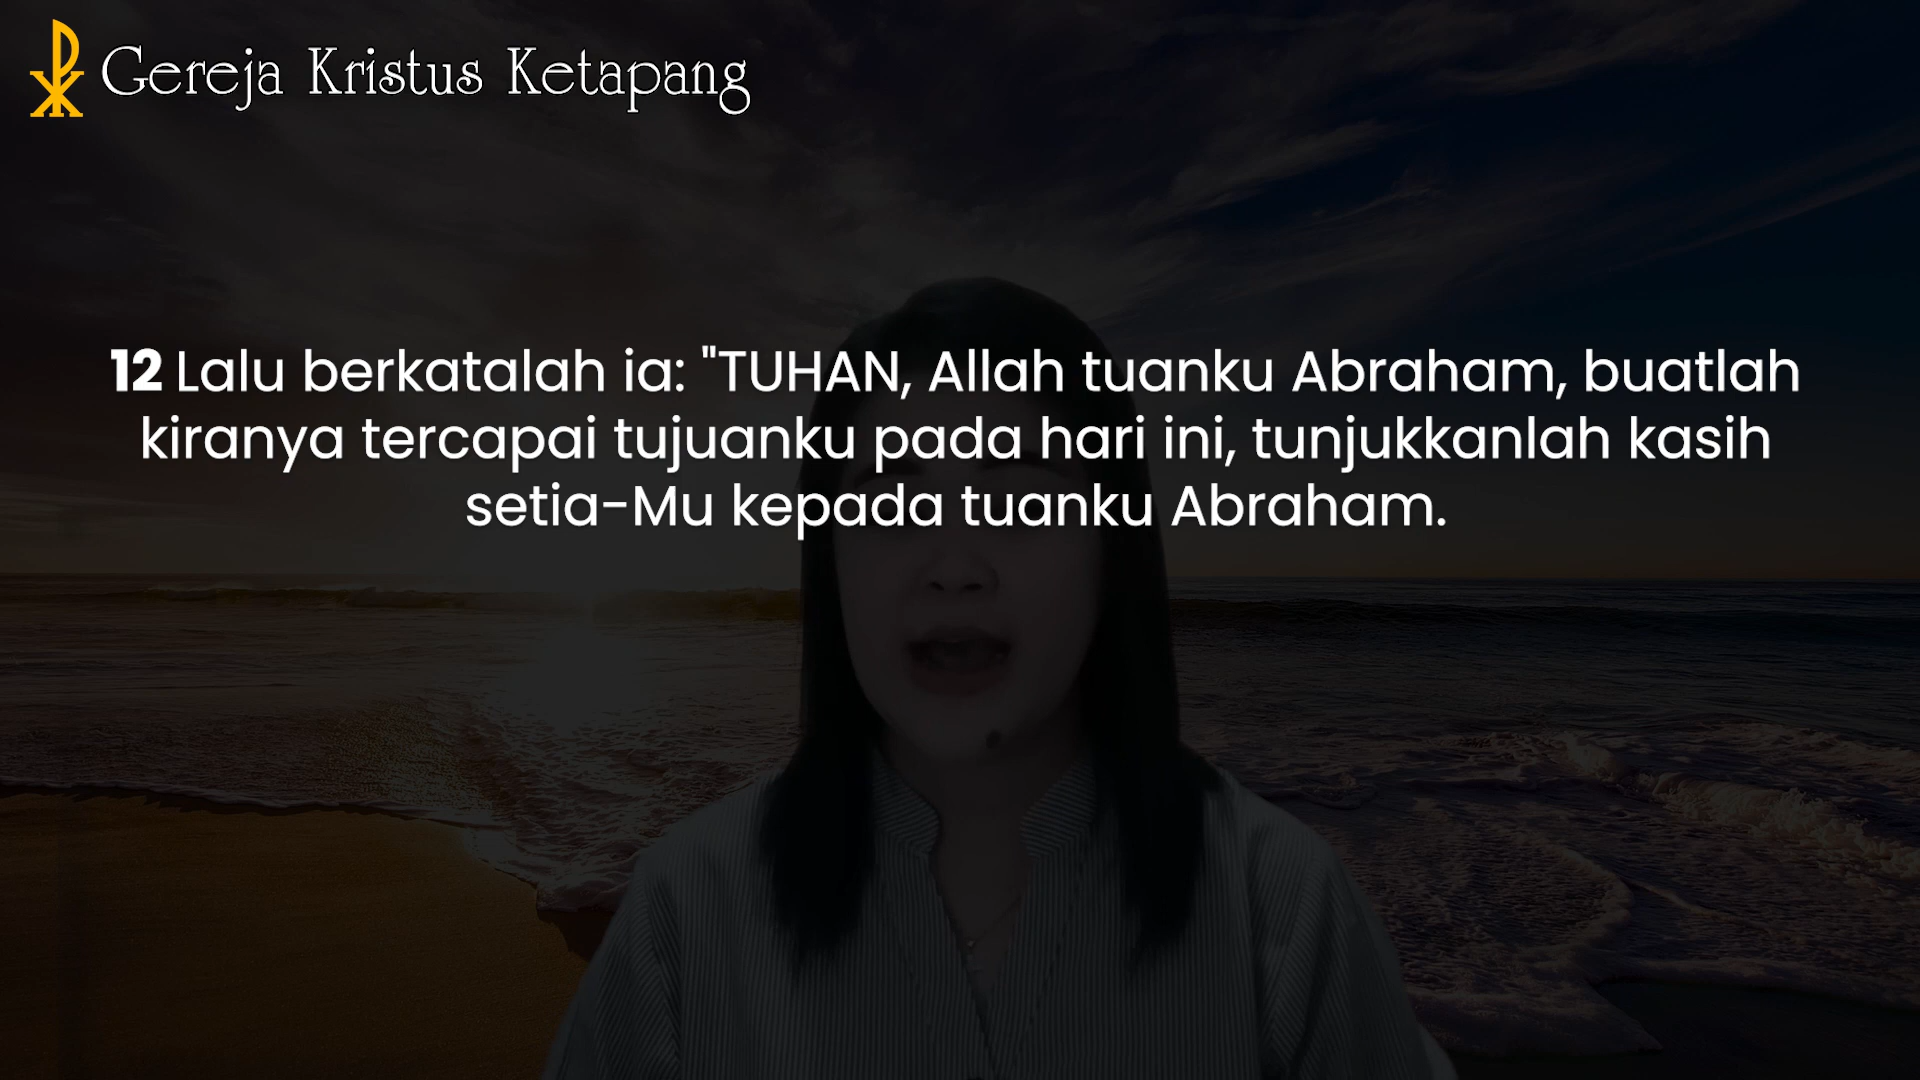 Gereja Kristus Ketapang
12 Lalu berkatalah ia: "TUHAN, Allah tuanku Abraham, buatlah
kiranya tercapai tujuanku pada hari ini, tunjukkanlah kasih
setia-Mu kepada tuanku Abraham.